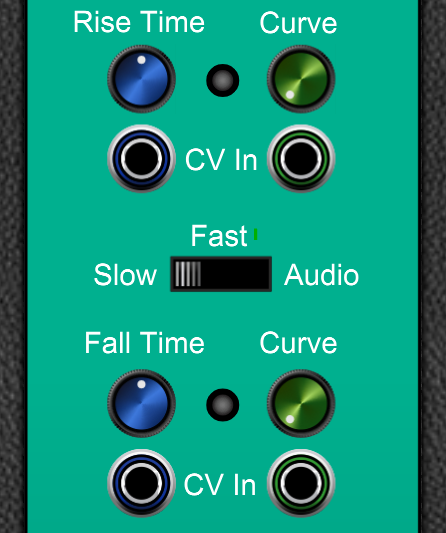 Rise Time Curve
CV In
Fast
Slow Audio
Fall Time Curve
CV In